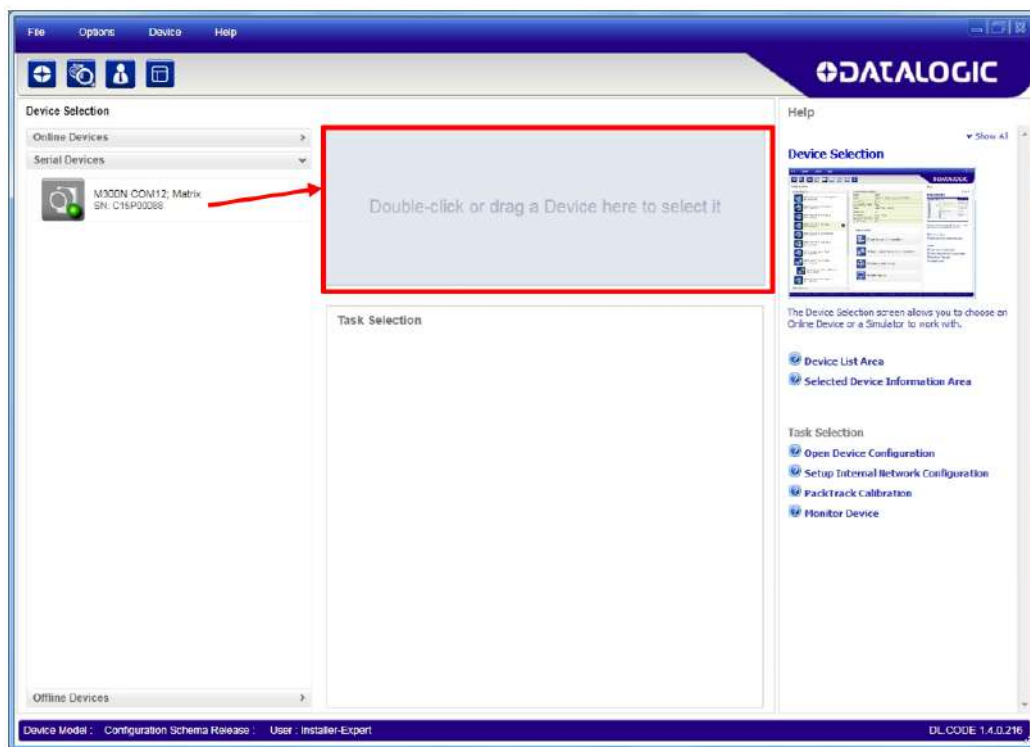 File Options Device Help
DATALOGIC
Device Selection
Online Devices
Serial Devices
M300N COM12; Matrix
SN: C15P00088
Double-click or drag a Device here to select it
Task Selection
Offline Devices
Help
Show All
Device Selection
The Device Selection screen allows you to choose an
Online Device or a Simulator to work with.
Device List Area
Selected Device Information Area
Task Selection
Open Device Configuration
Setup Internal Network Configuration
PackTrack Calibration
Monitor Device
Device Model : Configuration Schema Release : User : Installer-Expert
DL.CODE 1.4.0.216